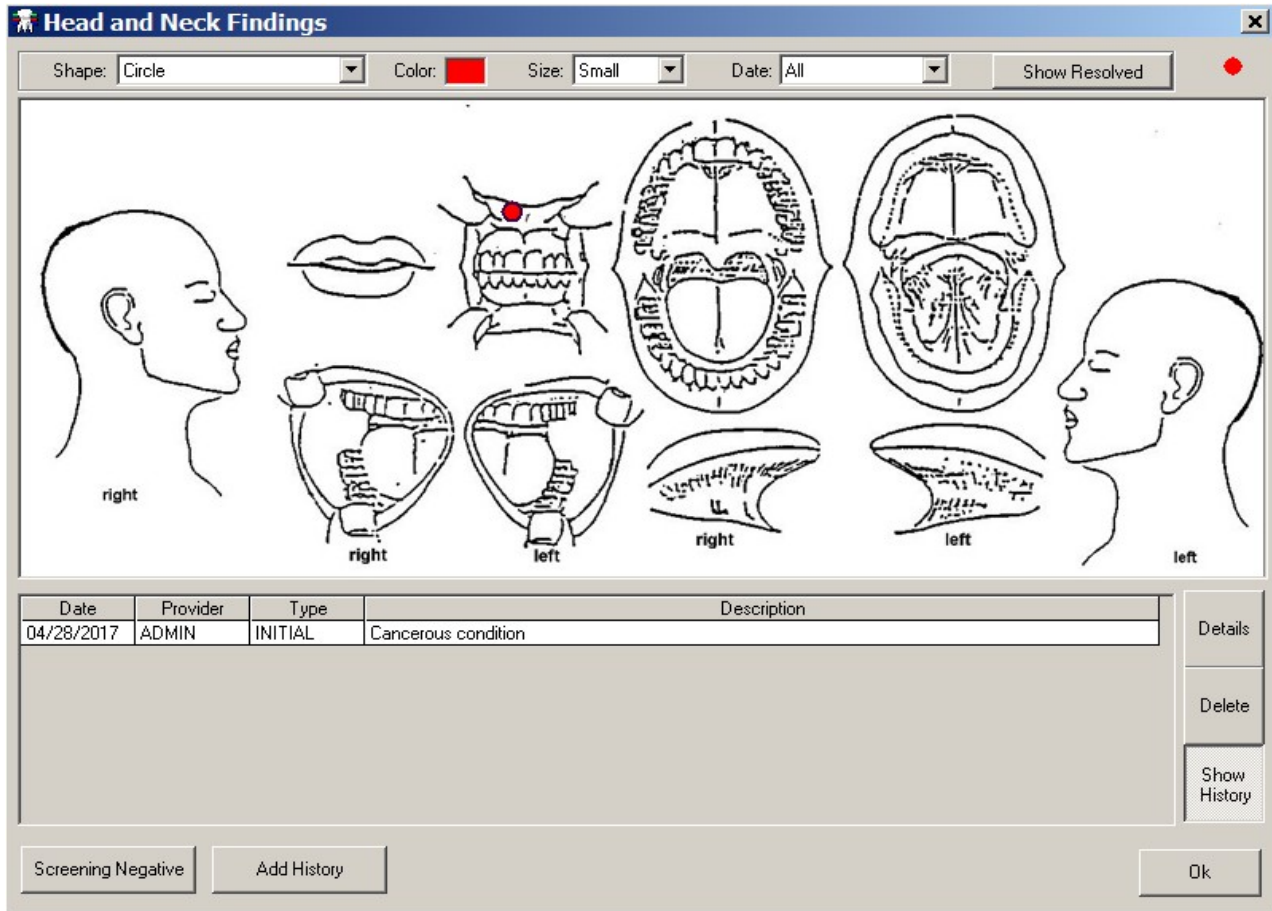 Head and Neck Findings
Shape: Circle Color: Size: Small Date: All Show Resolved
right
right
left
right
left
left
Date Provider Type Description
04/28/2017 ADMIN INITIAL Cancerous condition
Details
Delete
Show
History
Screening Negative Add History Ok